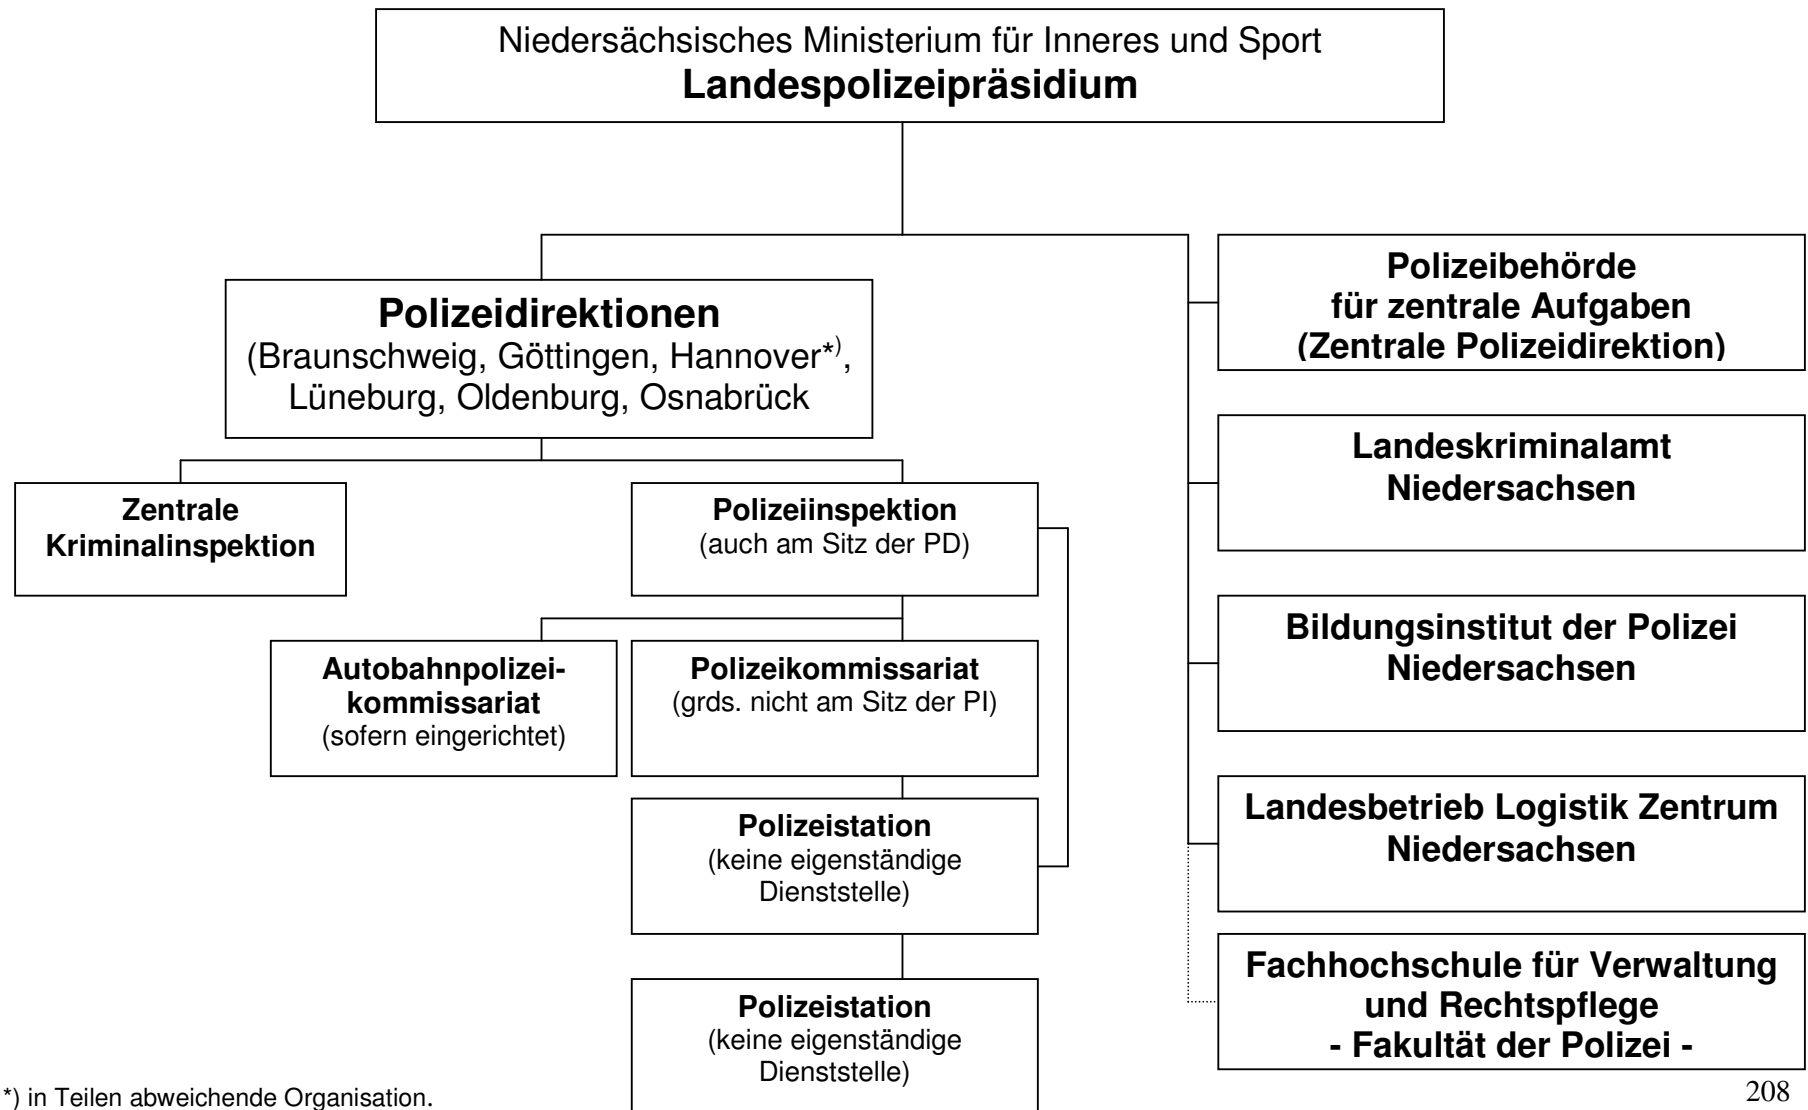 Niedersächsisches Ministerium für Inneres und Sport
Landespolizeipräsidium
Polizeidirektionen
(Braunschweig, Göttingen, Hannover*),
Lüneburg, Oldenburg, Osnabrück
Zentrale
Kriminalinspektion
Polizeiinspektion
(auch am Sitz der PD)
Autobahnpolizei-
kommissariat
(sofern eingerichtet)
Polizeikommissariat
(grds. nicht am Sitz der PI)
Polizeistation
(keine eigenständige
Dienststelle)
Polizeistation
(keine eigenständige
Dienststelle)
Polizeibehörde
für zentrale Aufgaben
(Zentrale Polizeidirektion)
Landeskriminalamt
Niedersachsen
Bildungsinstitut der Polizei
Niedersachsen
Landesbetrieb Logistik Zentrum
Niedersachsen
Fachhochschule für Verwaltung
und Rechtspflege
- Fakultät der Polizei -
*) in Teilen abweichende Organisation.
208